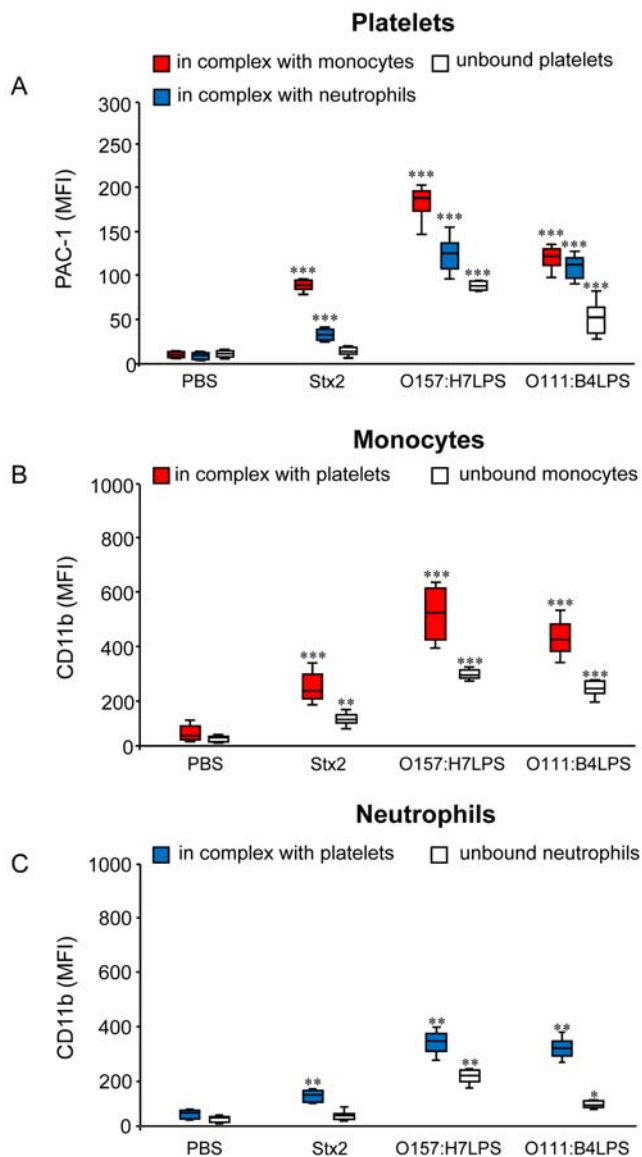 Platelets
A
in complex with monocytes unbound platelets
in complex with neutrophils
PAC-1 (MFI)
300
250
200
150
100
50
0
*** *** *** *** *** *** *** ***
PBS Stx2 O157:H7LPS O111:B4LPS
Monocytes
B
in complex with platelets unbound monocytes
CD11b (MFI)
1000
800
600
400
200
0
*** ** *** *** *** ***
PBS Stx2 O157:H7LPS O111:B4LPS
Neutrophils
C
in complex with platelets unbound neutrophils
CD11b (MFI)
1000
800
600
400
200
0
** ** ** ** *
PBS Stx2 O157:H7LPS O111:B4LPS